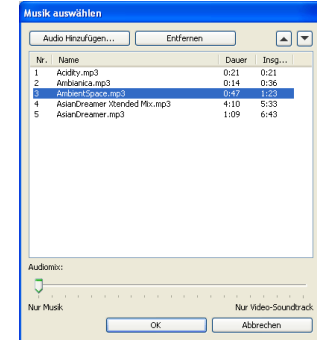 Musik auswählen
Audio Hinzufügen... Entfernen
Nr. Name Dauer Insg...
1 Acidity.mp3 0:21 0:21
2 Ambianica.mp3 0:14 0:36
3 AmbientSpace.mp3 0:47 1:23
4 AsianDreamer Xtended Mix.mp3 4:10 5:33
5 AsianDreamer.mp3 1:09 6:43
Audiomix:
Nur Musik Nur Video-Soundtrack
OK Abbrechen